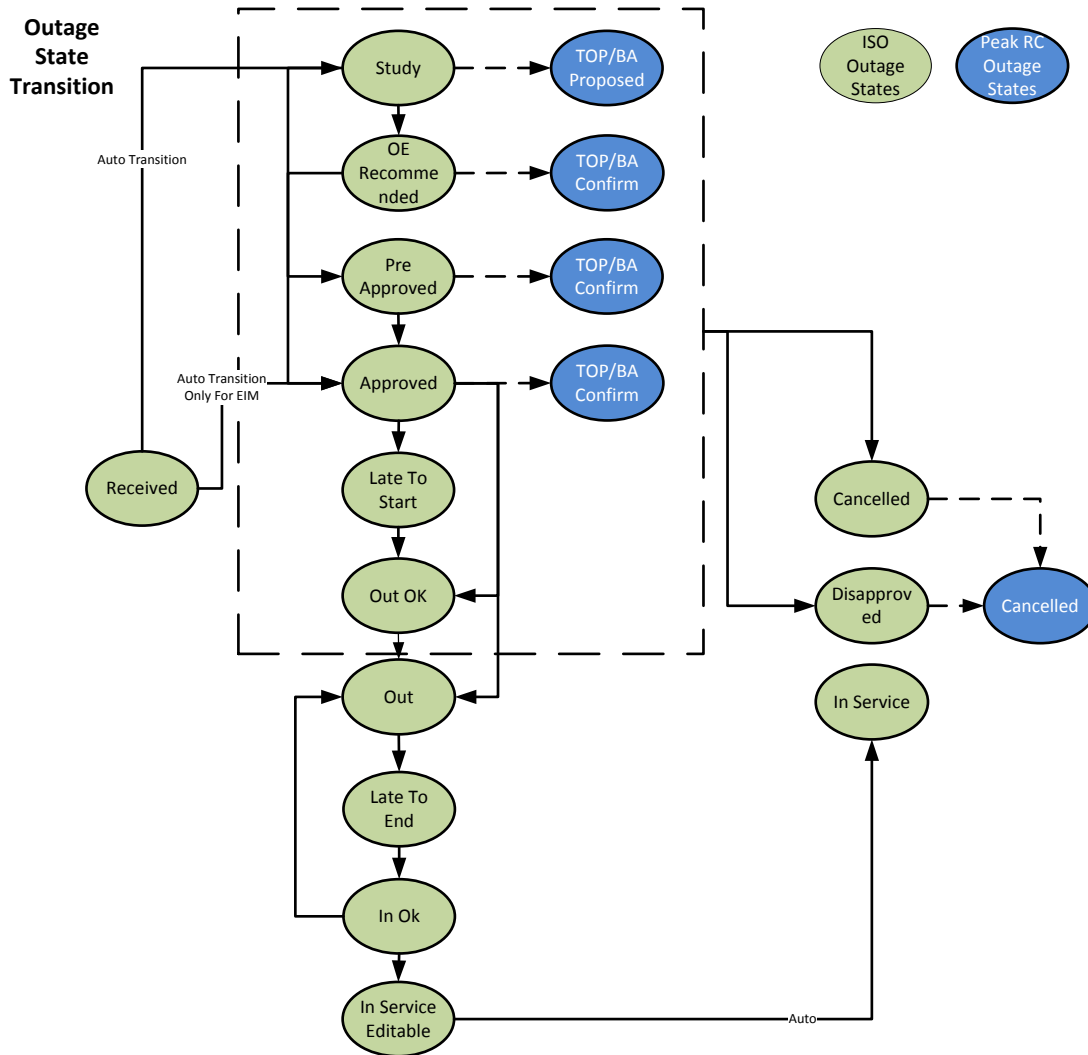 Outage
State
Transition
ISO
Outage
States
Peak RC
Outage
States
Study
TOP/BA
Proposed
Auto Transition
OE
Recomme
nded
TOP/BA
Confirm
Pre
Approved
TOP/BA
Confirm
Auto Transition
Only For EIM
Approved
TOP/BA
Confirm
Received
Late To
Start
Cancelled
Out OK
Disapprov
ed
Cancelled
Out
In Service
Late To
End
In Ok
In Service
Editable
Auto